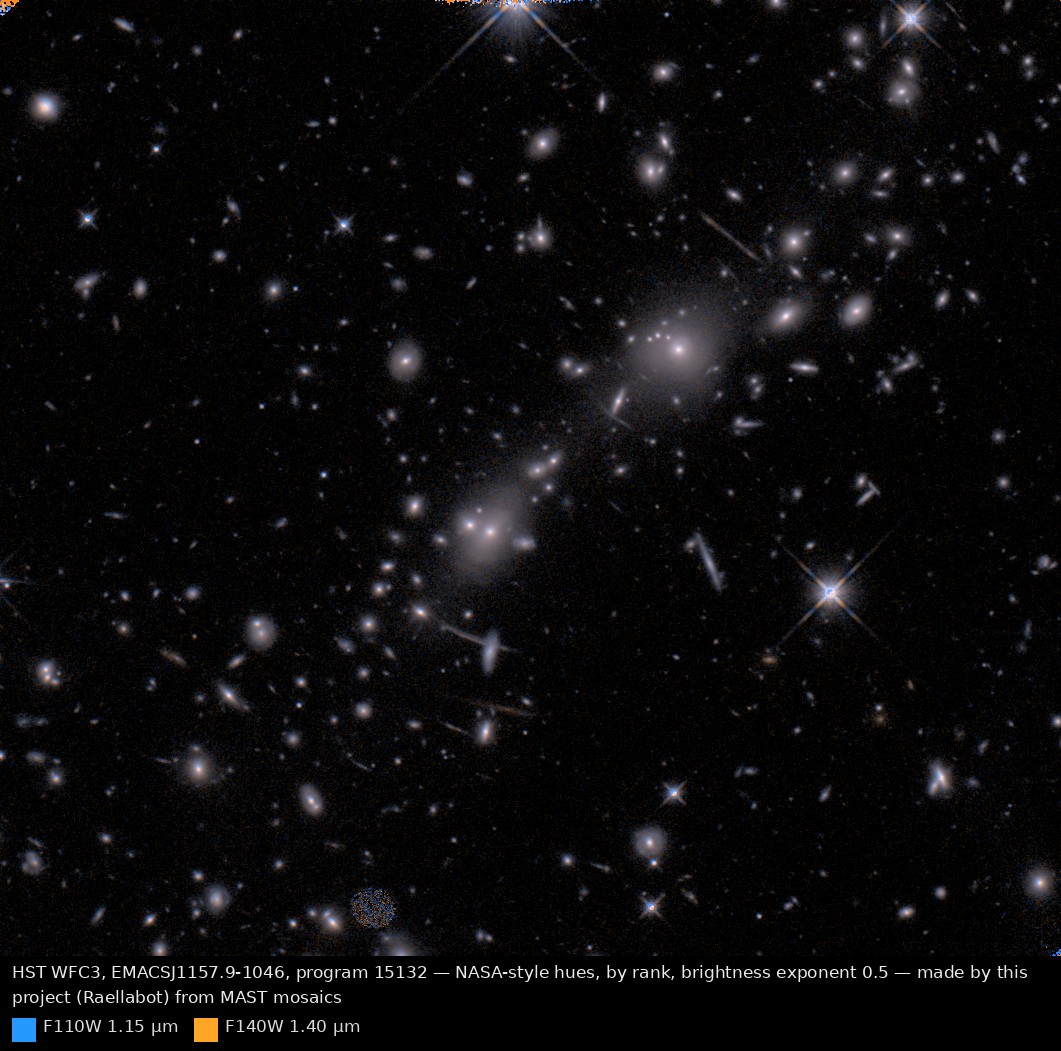 HST WFC3, EMACSJ1157.9-1046, program 15132 — NASA-style hues, by rank, brightness exponent 0.5 — made by this
project (Raellabot) from MAST mosaics
F110W 1.15 µm F140W 1.40 µm